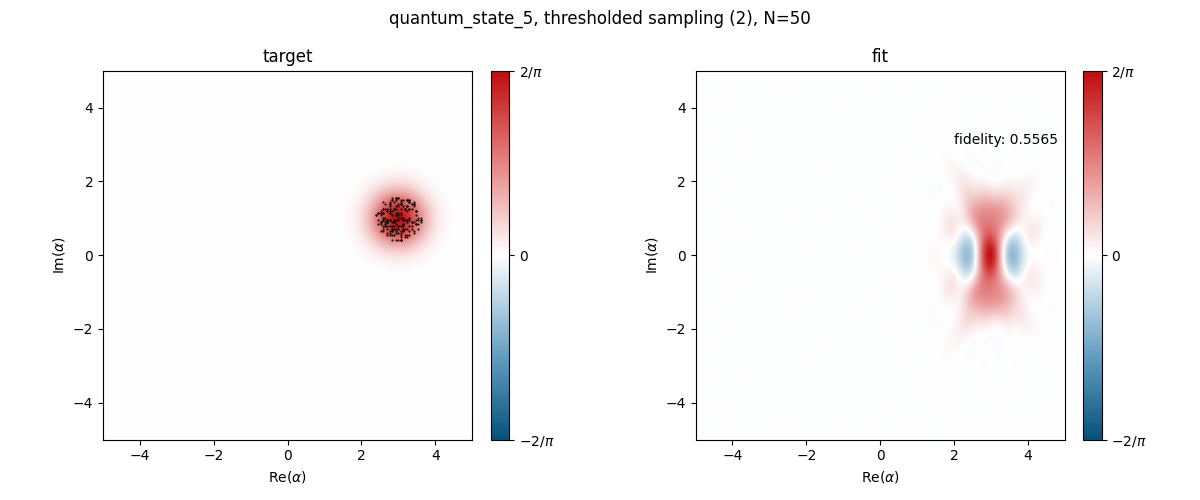 quantum_state_5, thresholded sampling (2), N=50
target
fit
2/π
0
−2/π
4
2
0
−2
−4
Im(α)
−4
−2
0
2
4
Re(α)
fidelity: 0.5565
2/π
0
−2/π
4
2
0
−2
−4
Im(α)
−4
−2
0
2
4
Re(α)